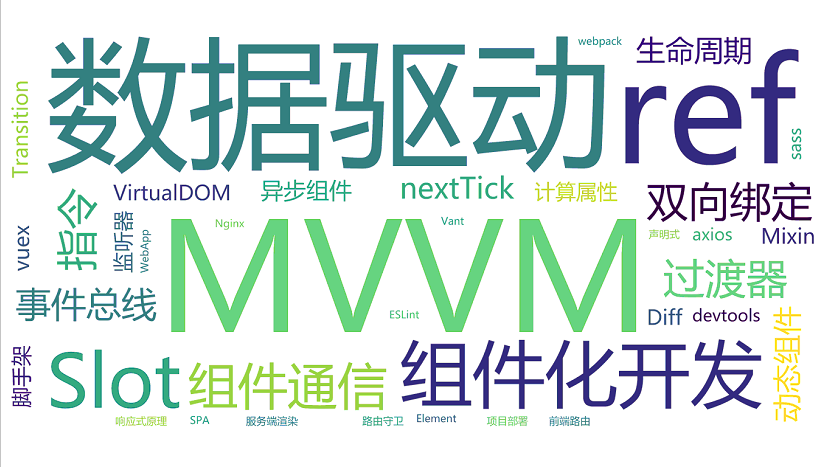 webpack
生命周期
数据驱动
ref
Transition
sass
VirtualDOM
异步组件
nextTick
计算属性
双向绑定
指令
监听器
WebApp
vuex
Nginx
Vant
MVVM
声明式
axios
Mixin
过渡器
事件总线
ESLint
Diff
devtools
动态组件
脚手架
Slot
组件通信
组件化开发
响应式原理
SPA
服务端渲染
路由守卫
Element
项目部署
前端路由